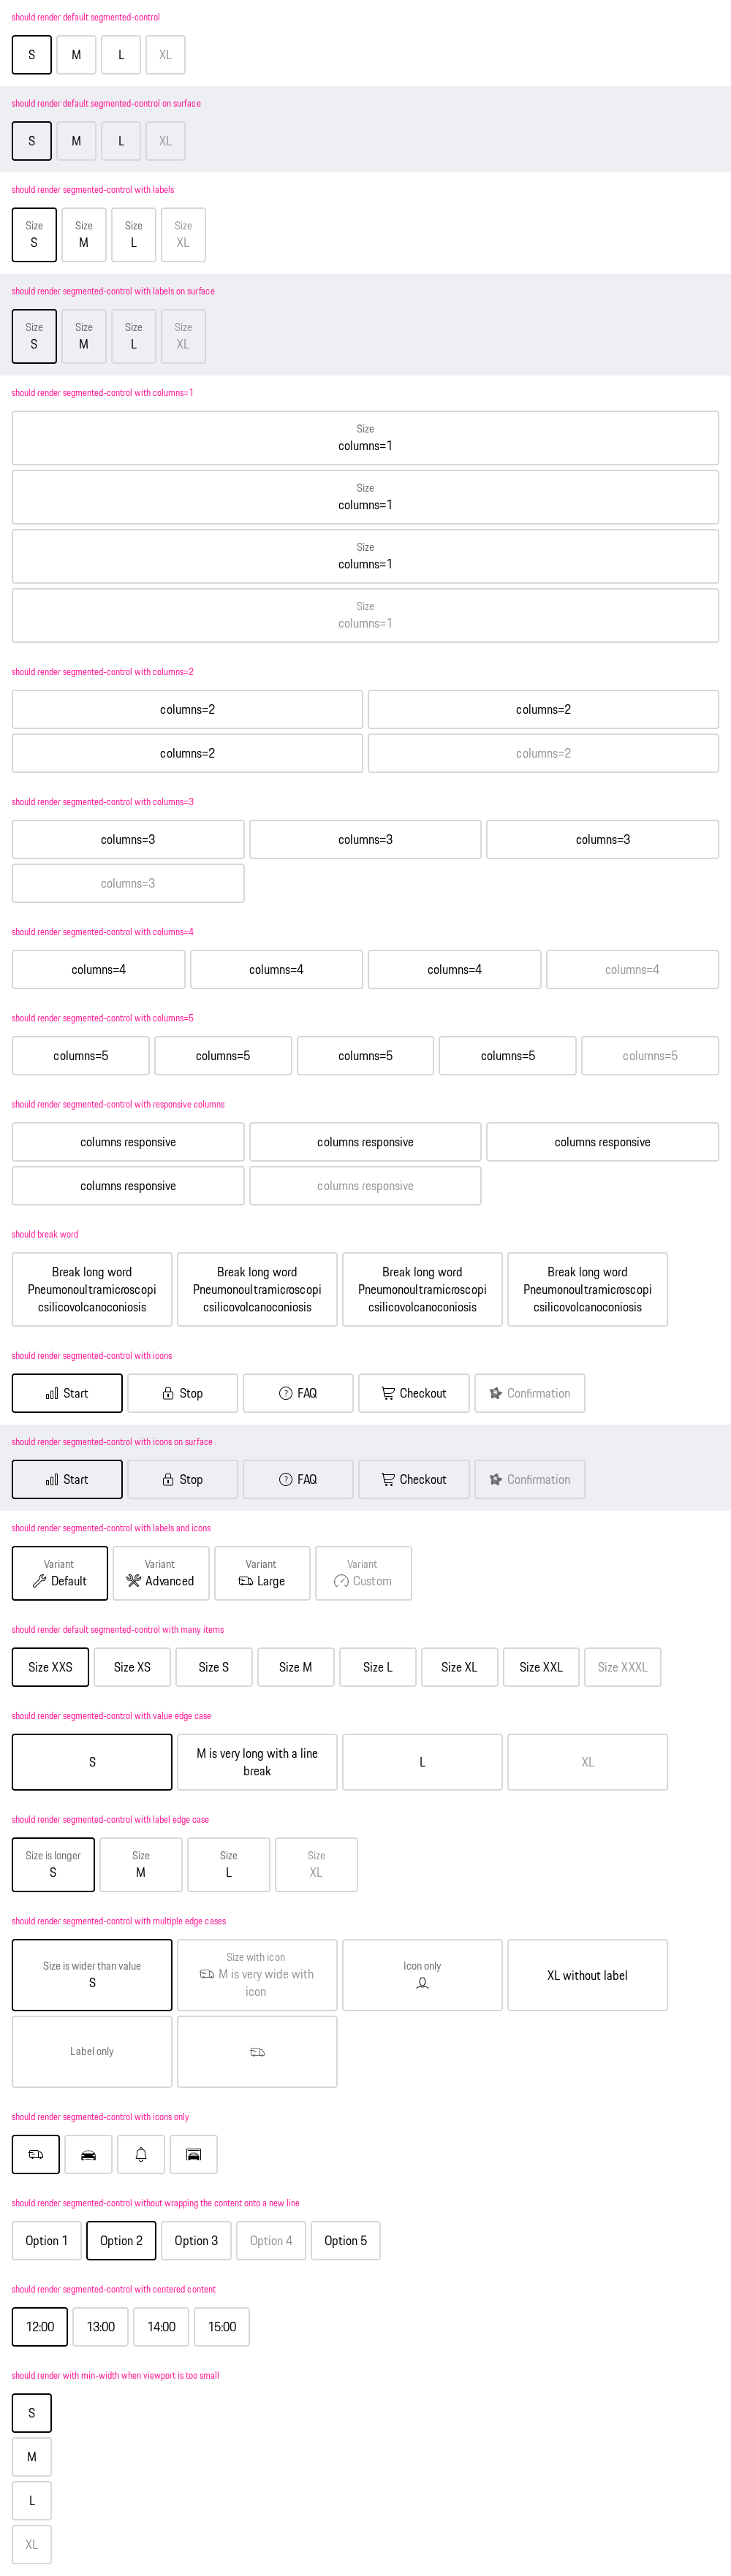 should render default segmented-control
S M L XL
should render default segmented-control on surface
S M L XL
should render segmented-control with labels
Size Size Size Size
S M L XL
should render segmented-control with labels on surface
Size Size Size Size
S M L XL
should render segmented-control with columns=1
Size
columns=1
Size
columns=1
Size
columns=1
Size
columns=1
should render segmented-control with columns=2
columns=2 columns=2
columns=2 columns=2
should render segmented-control with columns=3
columns=3 columns=3 columns=3
columns=3
should render segmented-control with columns=4
columns=4 columns=4 columns=4 columns=4
should render segmented-control with columns=5
columns=5 columns=5 columns=5 columns=5 columns=5
should render segmented-control with responsive columns
columns responsive columns responsive columns responsive
columns responsive columns responsive
should break word
Break long word Break long word Break long word Break long word
Pneumonoultramicroscopi Pneumonoultramicroscopi Pneumonoultramicroscopi Pneumonoultramicroscopi
csilicovolcanoconiosis csilicovolcanoconiosis csilicovolcanoconiosis csilicovolcanoconiosis
should render segmented-control with icons
Start Stop FAQ Checkout Confirmation
should render segmented-control with icons on surface
Start Stop FAQ Checkout Confirmation
should render segmented-control with labels and icons
Variant Variant Variant Variant
Default Advanced Large Custom
should render default segmented-control with many items
Size XXS Size XS Size S Size M Size L Size XL Size XXL Size XXXL
should render segmented-control with value edge case
S M is very long with a line L XL
break
should render segmented-control with label edge case
Size is longer Size Size Size
S M L XL
should render segmented-control with multiple edge cases
Size is wider than value Size with icon Icon only XL without label
S M is very wide with
icon
Label only
should render segmented-control with icons only
should render segmented-control without wrapping the content onto a new line
Option 1 Option 2 Option 3 Option 4 Option 5
should render segmented-control with centered content
12:00 13:00 14:00 15:00
should render with min-width when viewport is too small
S
M
L
XL